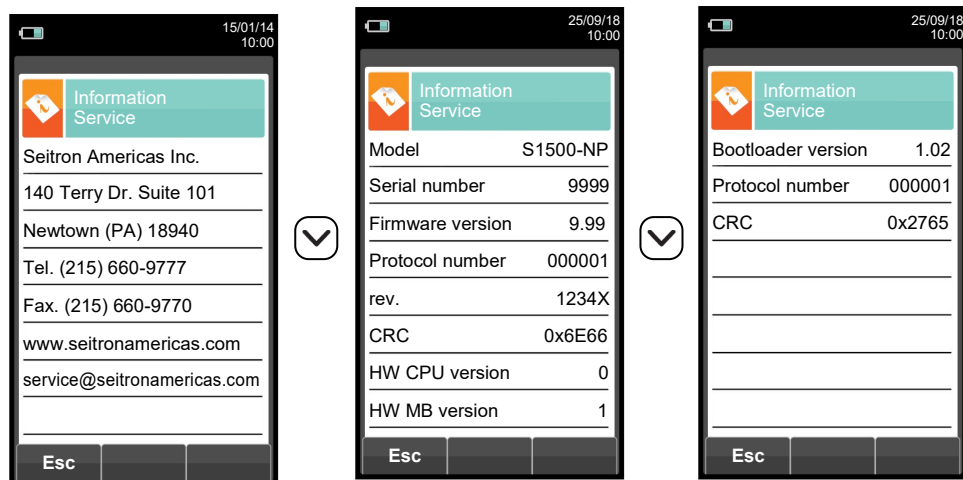 15/01/14
10:00
Information
Service
Seitron Americas Inc.
140 Terry Dr. Suite 101
Newtown (PA) 18940
Tel. (215) 660-9777
Fax. (215) 660-9770
www.seitronamericas.com
service@seitronamericas.com
Esc
25/09/18
10:00
Information
Service
Model S1500-NP
Serial number 9999
Firmware version 9.99
Protocol number 000001
rev. 1234X
CRC 0x6E66
HW CPU version 0
HW MB version 1
Esc
25/09/18
10:00
Information
Service
Bootloader version 1.02
Protocol number 000001
CRC 0x2765
Esc